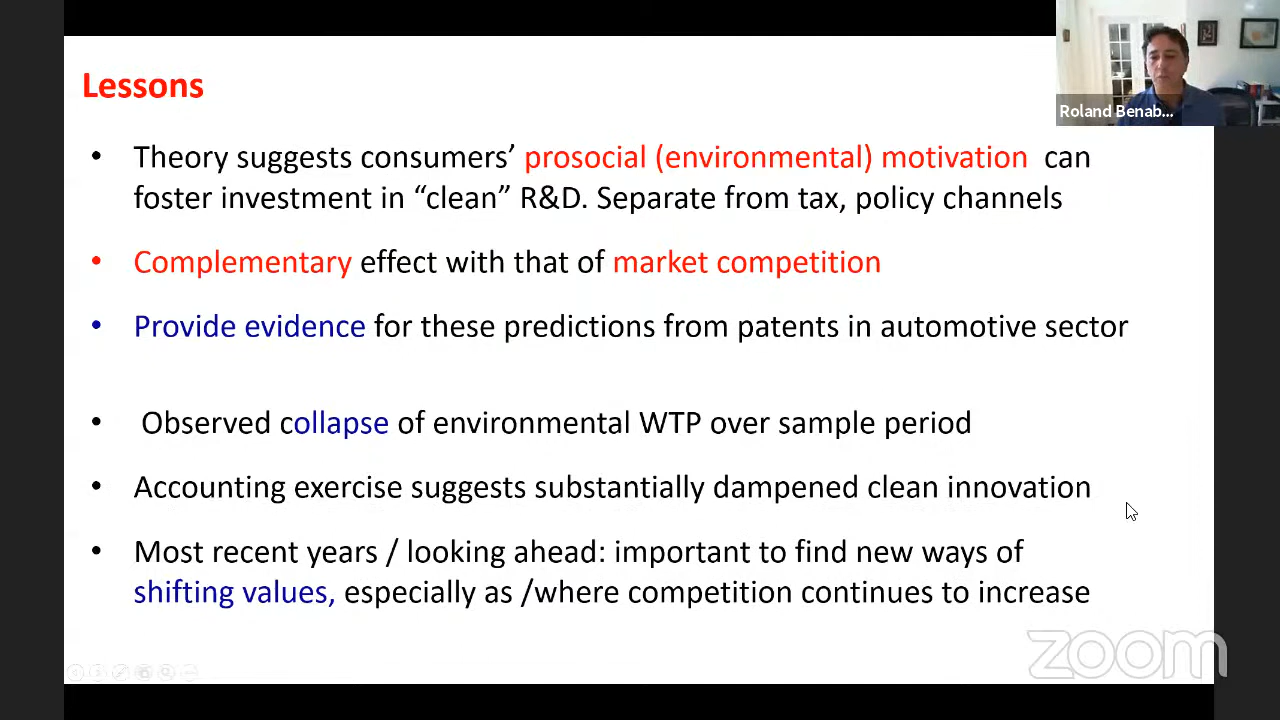 Lessons
Roland Benab...
• Theory suggests consumers’ prosocial (environmental) motivation can
foster investment in “clean” R&D. Separate from tax, policy channels
• Complementary effect with that of market competition
• Provide evidence for these predictions from patents in automotive sector
• Observed collapse of environmental WTP over sample period
• Accounting exercise suggests substantially dampened clean innovation
• Most recent years / looking ahead: important to find new ways of
shifting values, especially as /where competition continues to increase
zoom